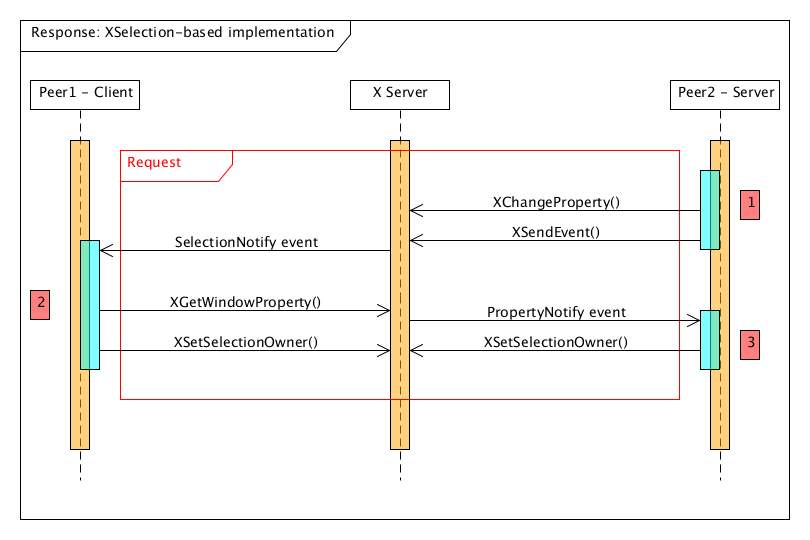 Response: XSelection-based implementation
Peer1 - Client
X Server
Peer2 - Server
Request
XChangeProperty()
1
XSendEvent()
SelectionNotify event
2
XGetWindowProperty()
PropertyNotify event
XSetSelectionOwner()
XSetSelectionOwner()
3